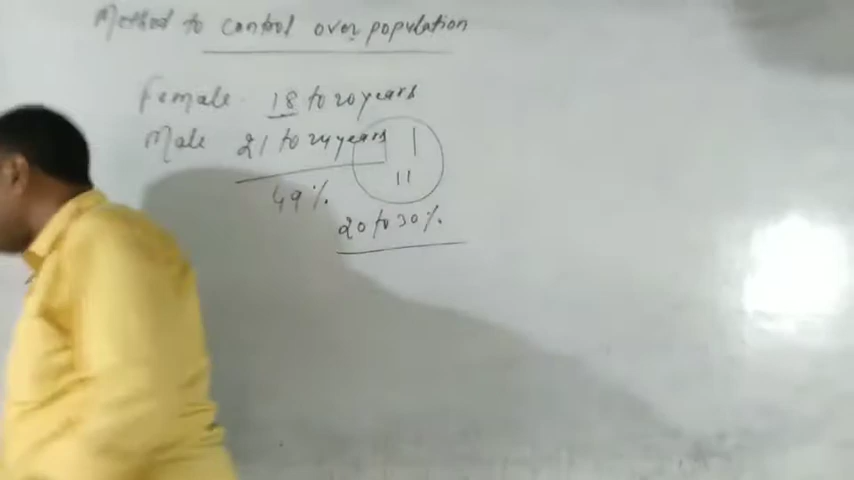 Method to control over population
Female 18 to 20 years
Male 21 to 24 years
49%
20 to 30%